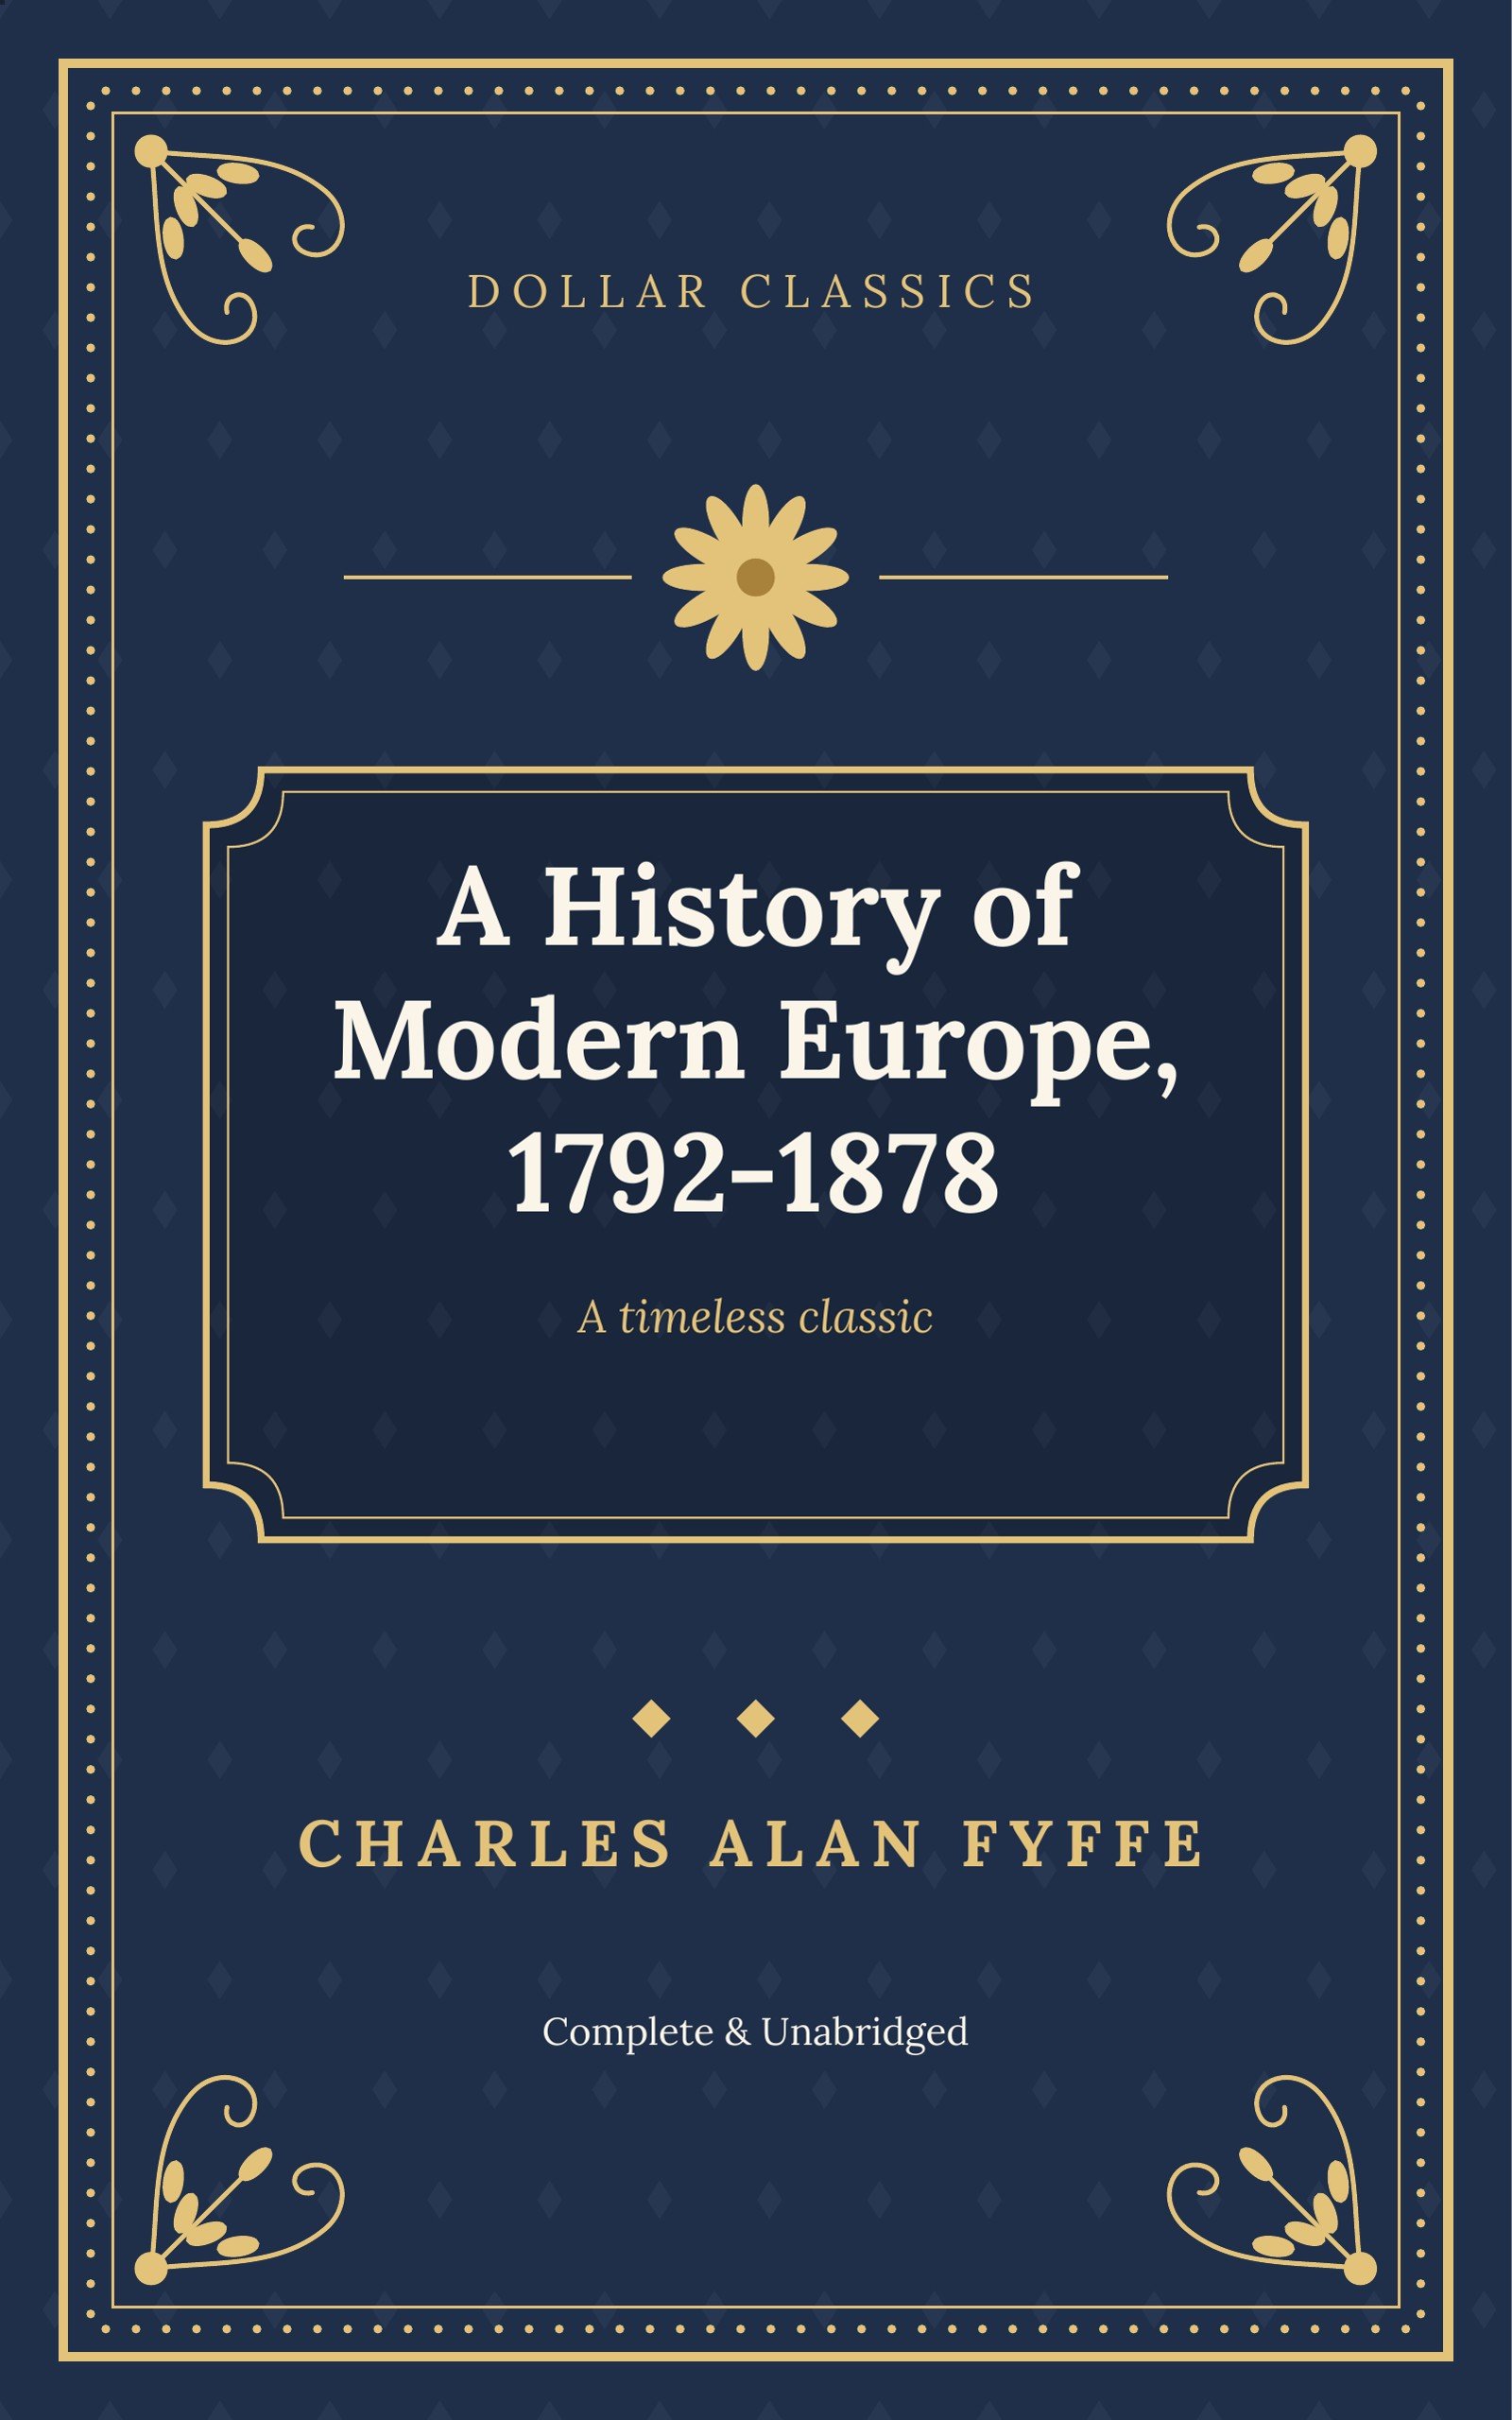 DOLLAR CLASSICS
A History of
Modern Europe,
1792–1878
A timeless classic
CHARLES ALAN FYFFE
Complete & Unabridged